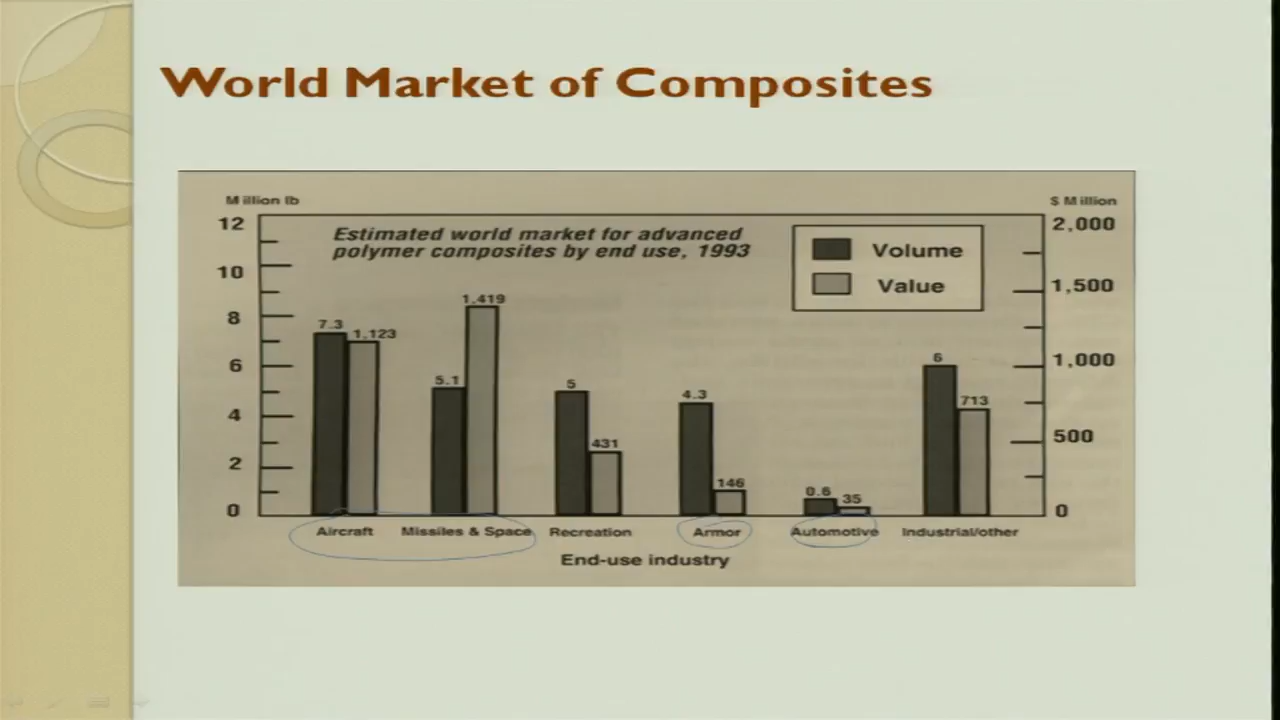 World Market of Composites
Million lb
$ Million
Estimated world market for advanced
polymer composites by end use, 1993
Volume
Value
12
10
8
6
4
2
0
2,000
1,500
1,000
500
0
7.3
1,123
5.1
1,419
5
431
4.3
146
0.6
35
6
713
Aircraft
Missiles & Space
Recreation
Armor
Automotive
Industrial/other
End-use industry